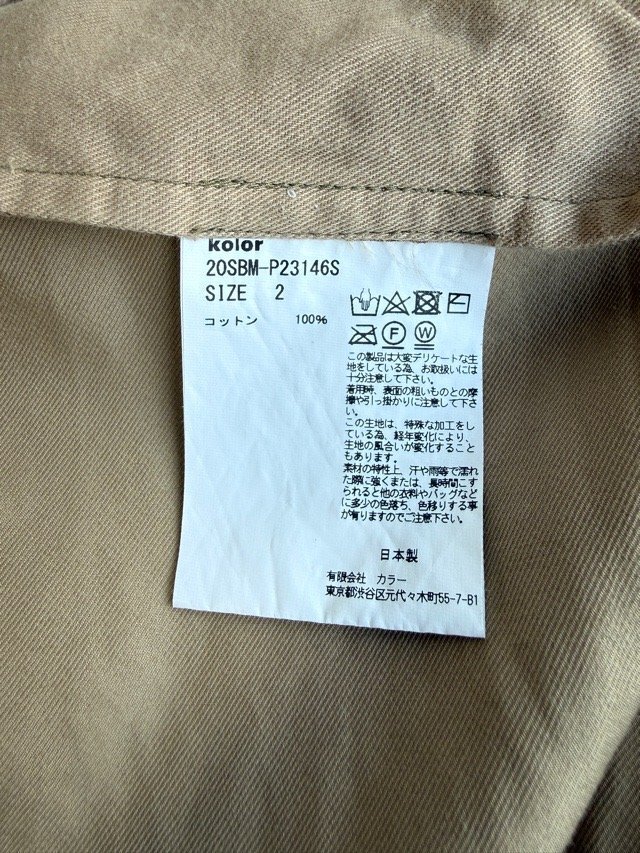 kolor
20SBM-P23146S
SIZE 2
コットン 100%
F W
この製品は大変デリケートな生
地をしている為、お取扱いには
十分注意して下さい。
着用時、表面の粗いものとの摩
擦や引っ掛かりに注意して下さ
い。
この生地は、特殊な加工をし
ている為、経年変化により、
生地の風合いが変化すること
もあります。
素材の特性上、汗や雨等で濡れ
た際に強くまたは、長時間こす
られると他の衣料やバッグなど
に多少の色落ち、色移りする事
が有りますのでご注意下さい。
日本製
有限会社 カラー
東京都渋谷区元代々木町55-7-B1